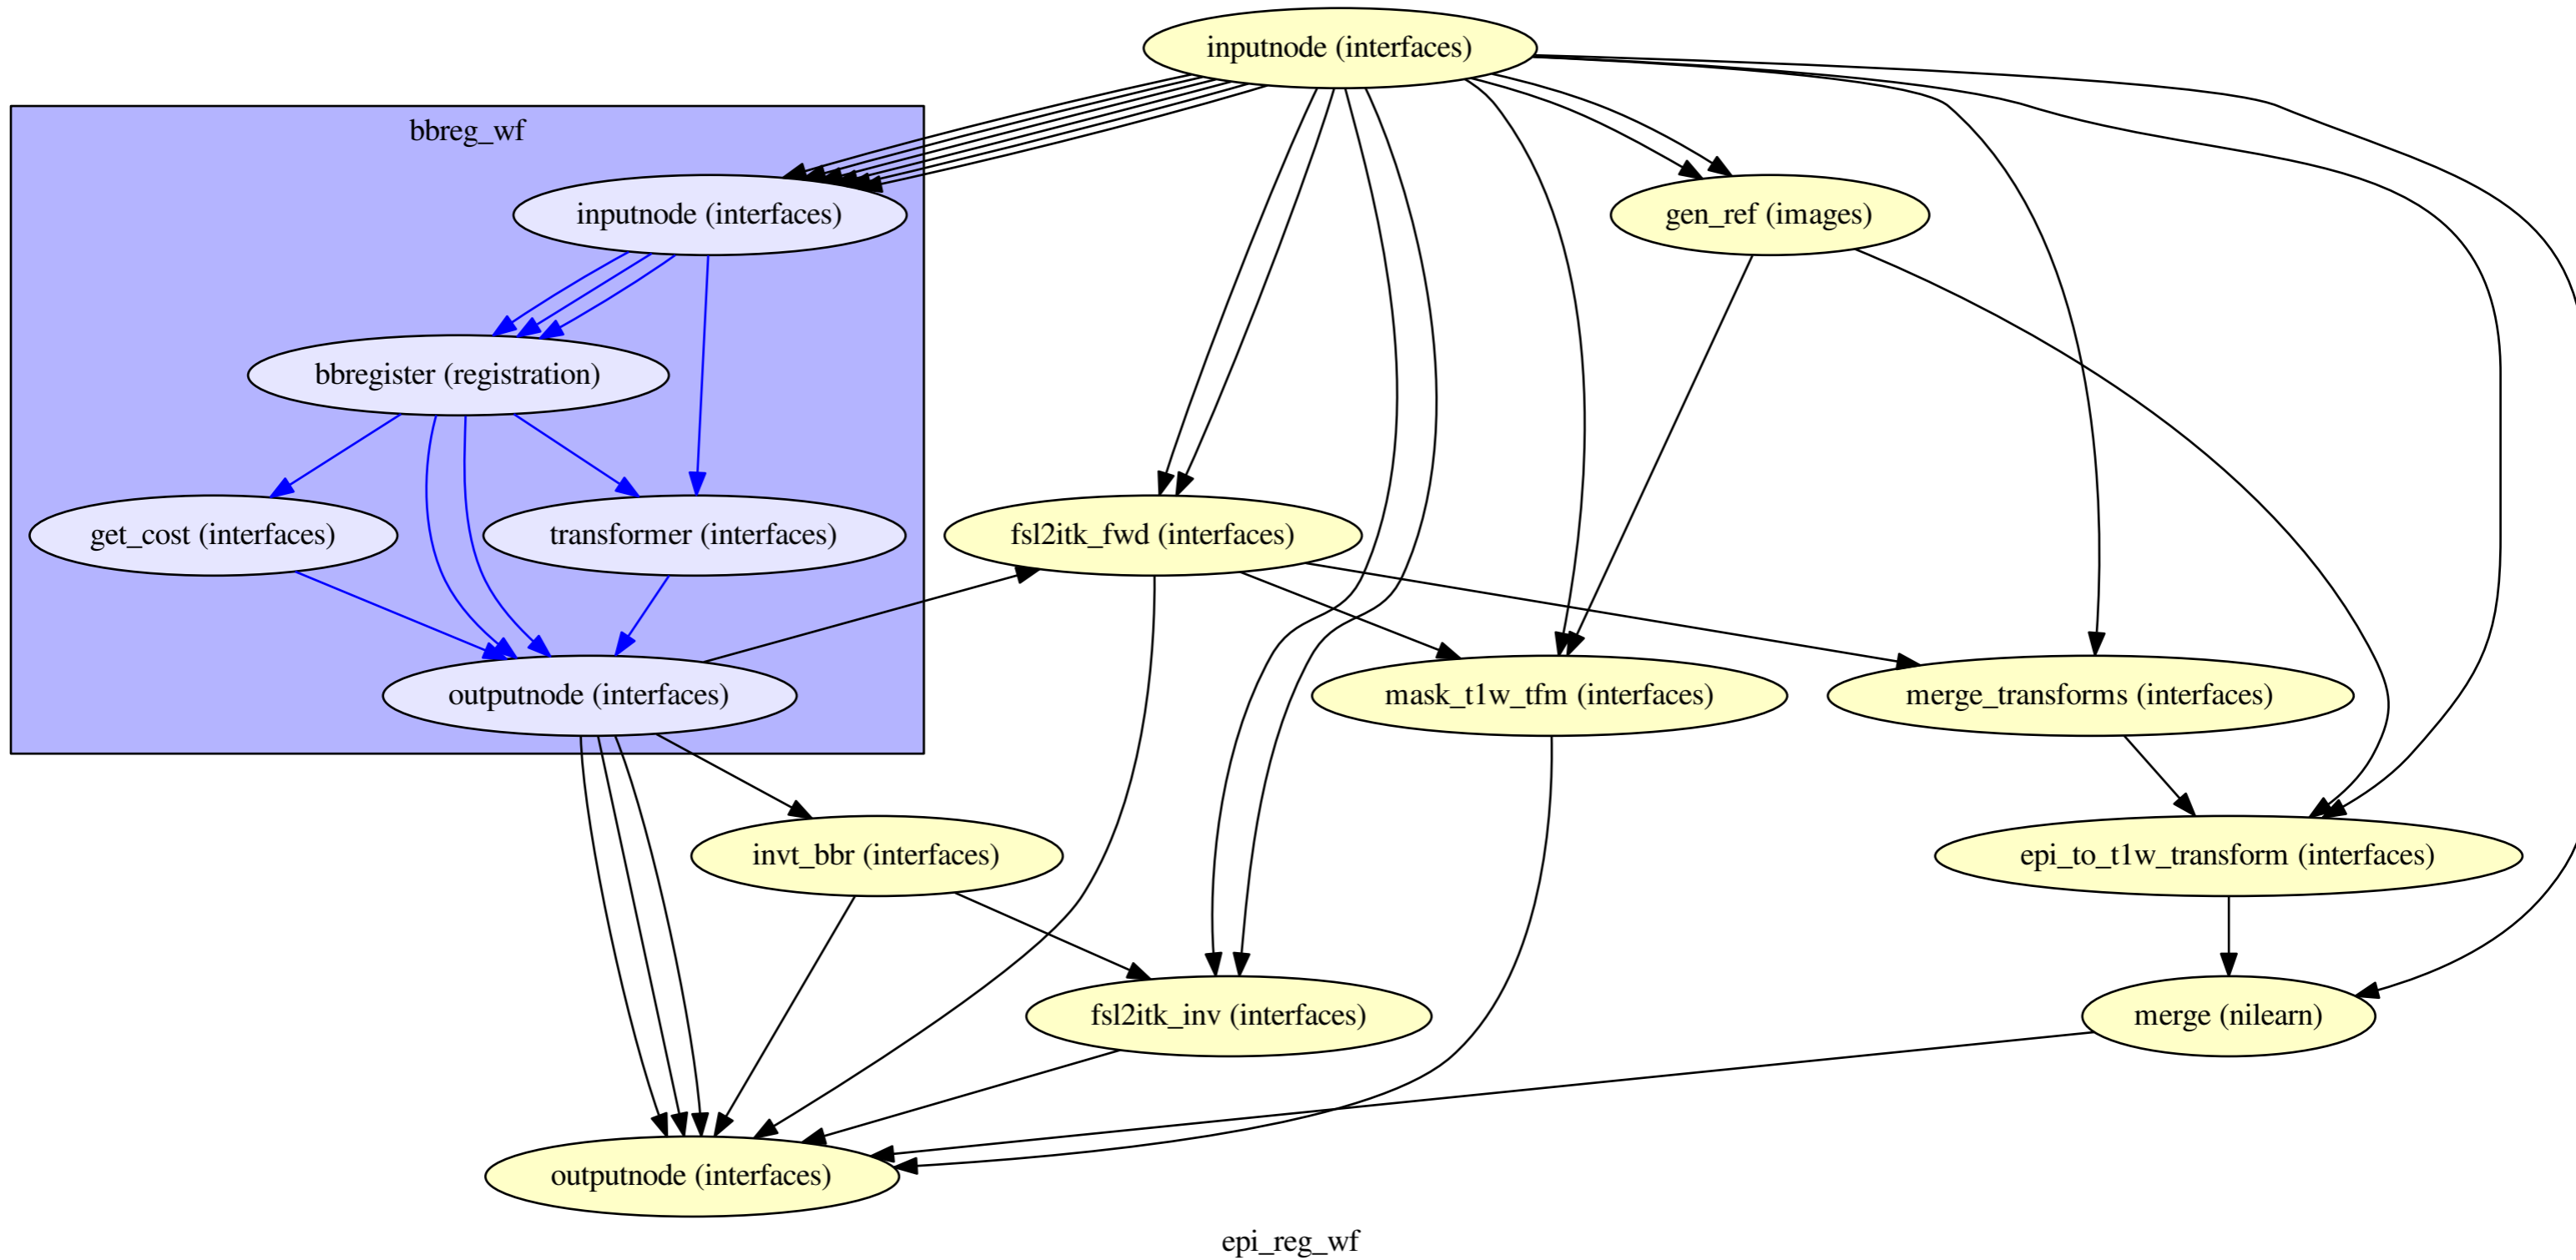 inputnode (interfaces)
bbreg_wf
inputnode (interfaces)
gen_ref (images)
bbregister (registration)
get_cost (interfaces)
transformer (interfaces)
fsl2itk_fwd (interfaces)
outputnode (interfaces)
mask_t1w_tfm (interfaces)
merge_transforms (interfaces)
invt_bbr (interfaces)
epi_to_t1w_transform (interfaces)
fsl2itk_inv (interfaces)
merge (nilearn)
outputnode (interfaces)
epi_reg_wf